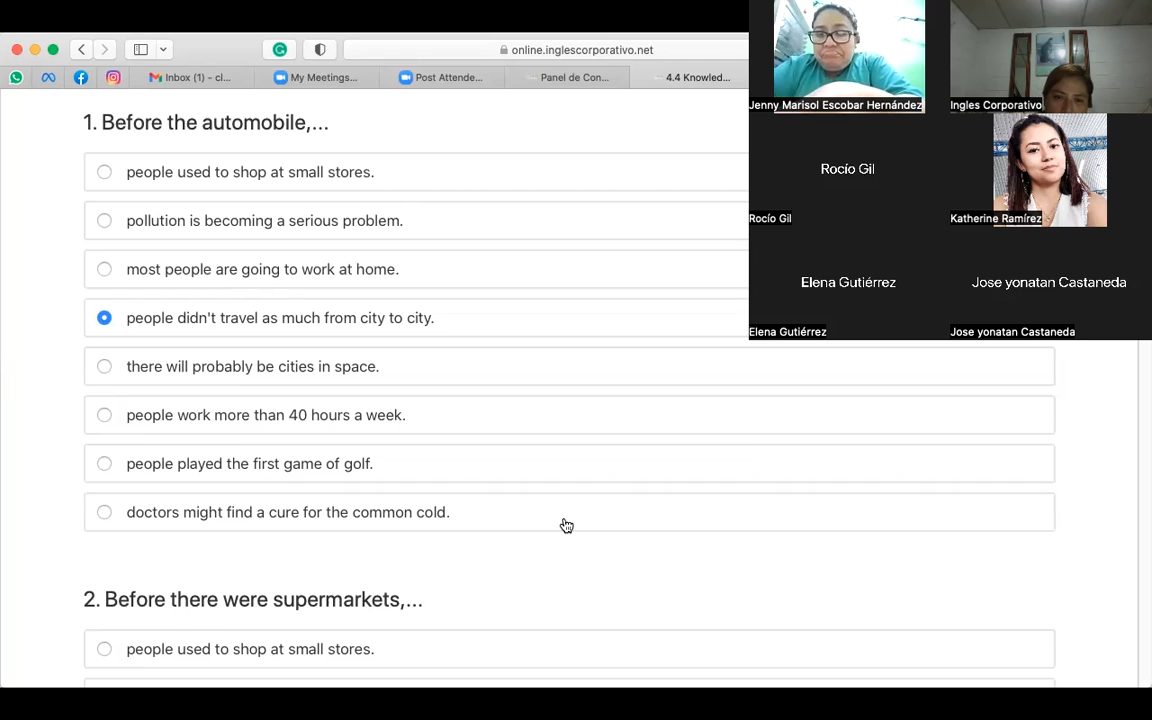 online.inglescorporativo.net
Inbox (1) – cl...
My Meetings...
Post Attende...
Panel de Con...
4.4 Knowled...
1. Before the automobile,...
people used to shop at small stores.
pollution is becoming a serious problem.
most people are going to work at home.
people didn't travel as much from city to city.
there will probably be cities in space.
people work more than 40 hours a week.
people played the first game of golf.
doctors might find a cure for the common cold.
2. Before there were supermarkets,...
people used to shop at small stores.
Jenny Marisol Escobar Hernández
Ingles Corporativo
Rocío Gil
Rocío Gil
Katherine Ramírez
Elena Gutiérrez
Jose yonatan Castaneda
Elena Gutiérrez
Jose yonatan Castaneda